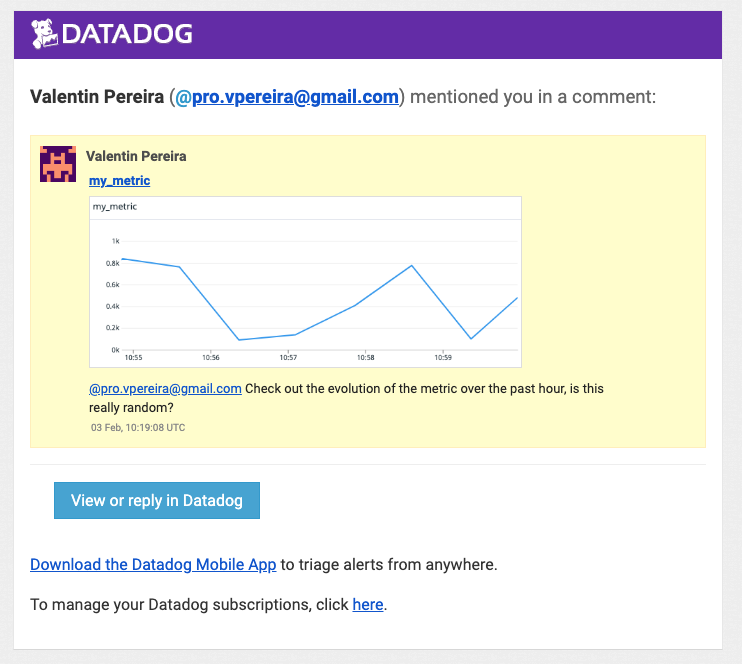 DATADOG
Valentin Pereira (@pro.vpereira@gmail.com) mentioned you in a comment:
Valentin Pereira
my_metric
my_metric
1k
0.8k
0.6k
0.4k
0.2k
0k
10:55 10:56 10:57 10:58 10:59
@pro.vpereira@gmail.com Check out the evolution of the metric over the past hour, is this
really random?
03 Feb, 10:19:08 UTC
View or reply in Datadog
Download the Datadog Mobile App to triage alerts from anywhere.
To manage your Datadog subscriptions, click here.